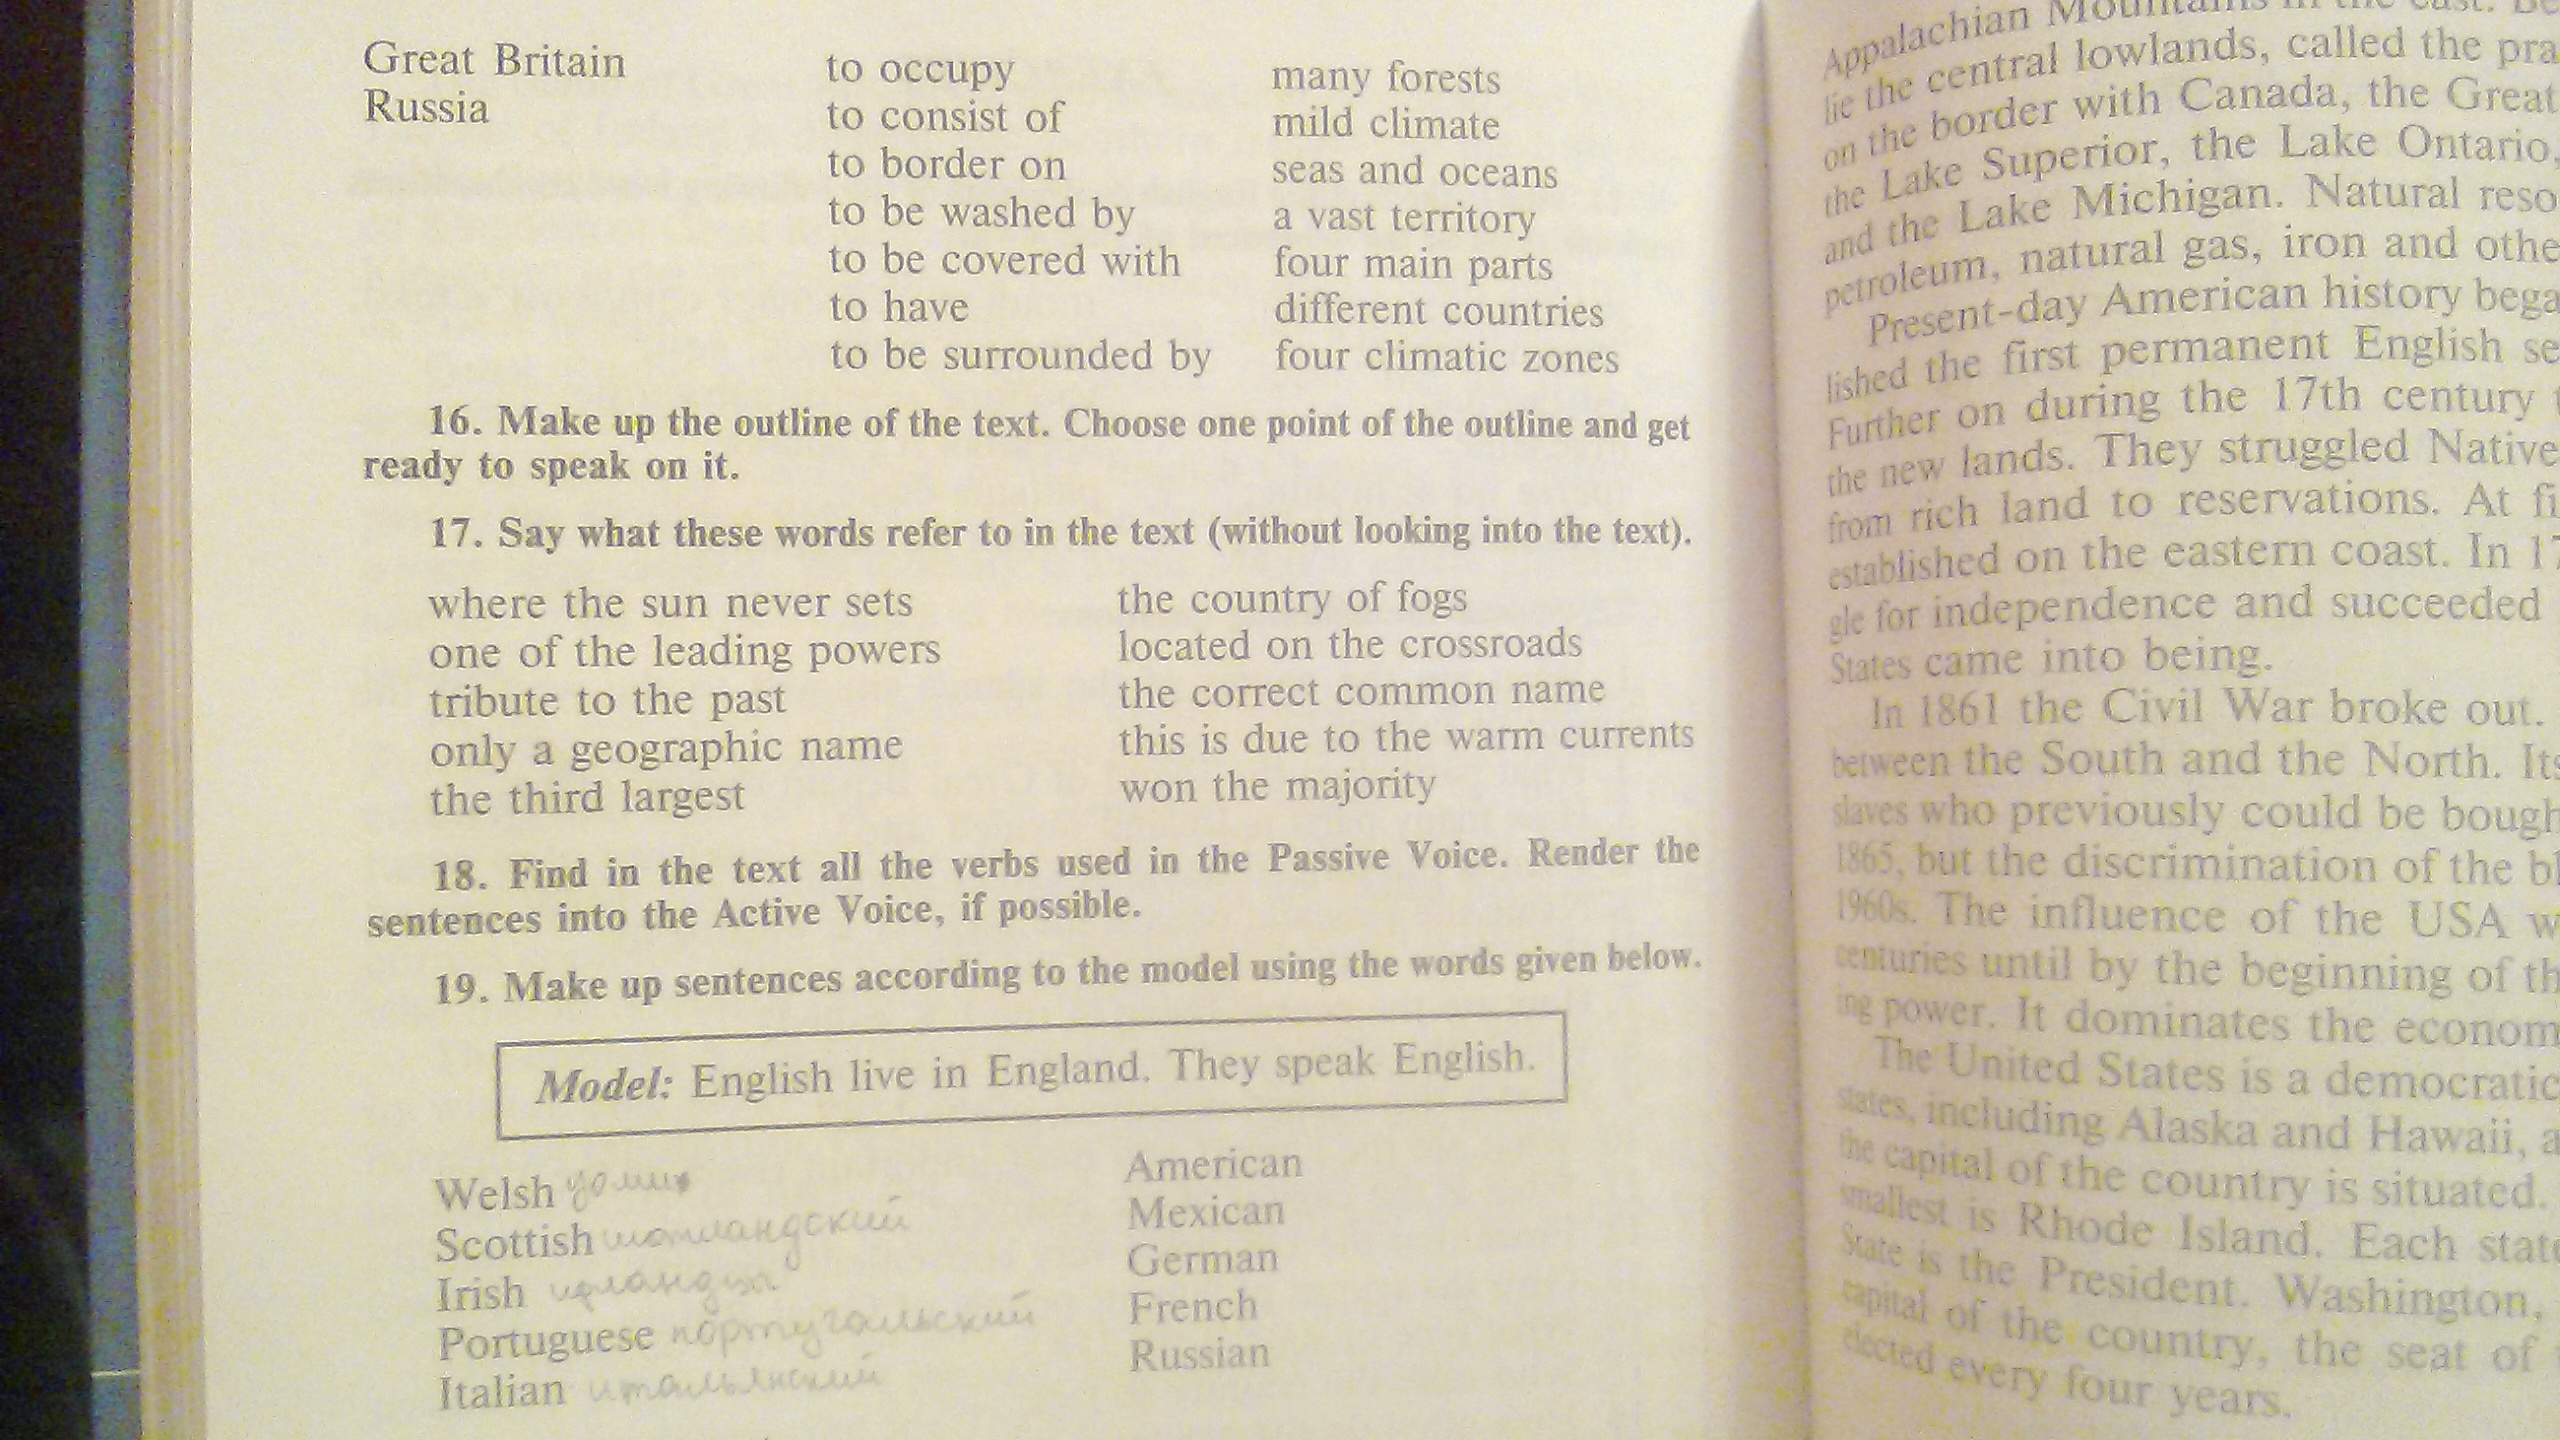 Great Britain to occupy many forests
Russia to consist of mild climate
to border on seas and oceans
to be washed by a vast territory
to be covered with four main parts
to have different countries
to be surrounded by four climatic zones
16. Make up the outline of the text. Choose one point of the outline and get
ready to speak on it.
17. Say what these words refer to in the text (without looking into the text).
where the sun never sets the country of fogs
one of the leading powers located on the crossroads
tribute to the past the correct common name
only a geographic name this is due to the warm currents
the third largest won the majority
18. Find in the text all the verbs used in the Passive Voice. Render the
sentences into the Active Voice, if possible.
19. Make up sentences according to the model using the words given below.
Model: English live in England. They speak English.
Welsh American
Scottish шотландский Mexican
Irish ирландцы German
Portuguese португальский French
Italian итальянский Russian
Appalachian Mountains in the east.
lie the central lowlands, called the
on the border with Canada, the Great
the Lake Superior, the Lake Ontario,
and the Lake Michigan. Natural
petroleum, natural gas, iron and
Present-day American history
lished the first permanent English
Further on during the 17th century
the new lands. They struggled Native
from rich land to reservations. At
established on the eastern coast. In
gle for independence and succeeded
States came into being.
In 1861 the Civil War broke out.
between the South and the North.
slaves who previously could be
1865, but the discrimination of the
1960s. The influence of the USA
centuries until by the beginning of
ing power. It dominates the
The United States is a democratic
states, including Alaska and Hawaii,
the capital of the country is situated.
smallest is Rhode Island. Each
State is the President. Washington,
capital of the country, the seat of
elected every four years.